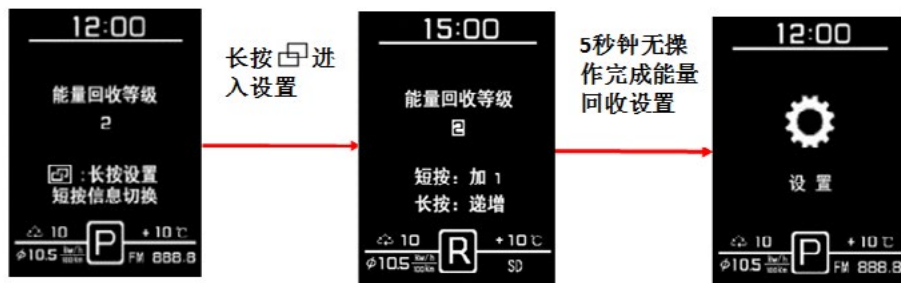 12:00
能量回收等级
2
:长按设置
短按信息切换
10
P
+10℃
φ10.5 kw/h 100km
FM 888.8
长按进
入设置
15:00
能量回收等级
2
短按：加 1
长按：递增
10
R
+10℃
φ10.5 kw/h 100km
SD
5秒钟无操
作完成能量
回收设置
12:00
设 置
10
P
+10℃
φ10.5 kw/h 100km
FM 888.8